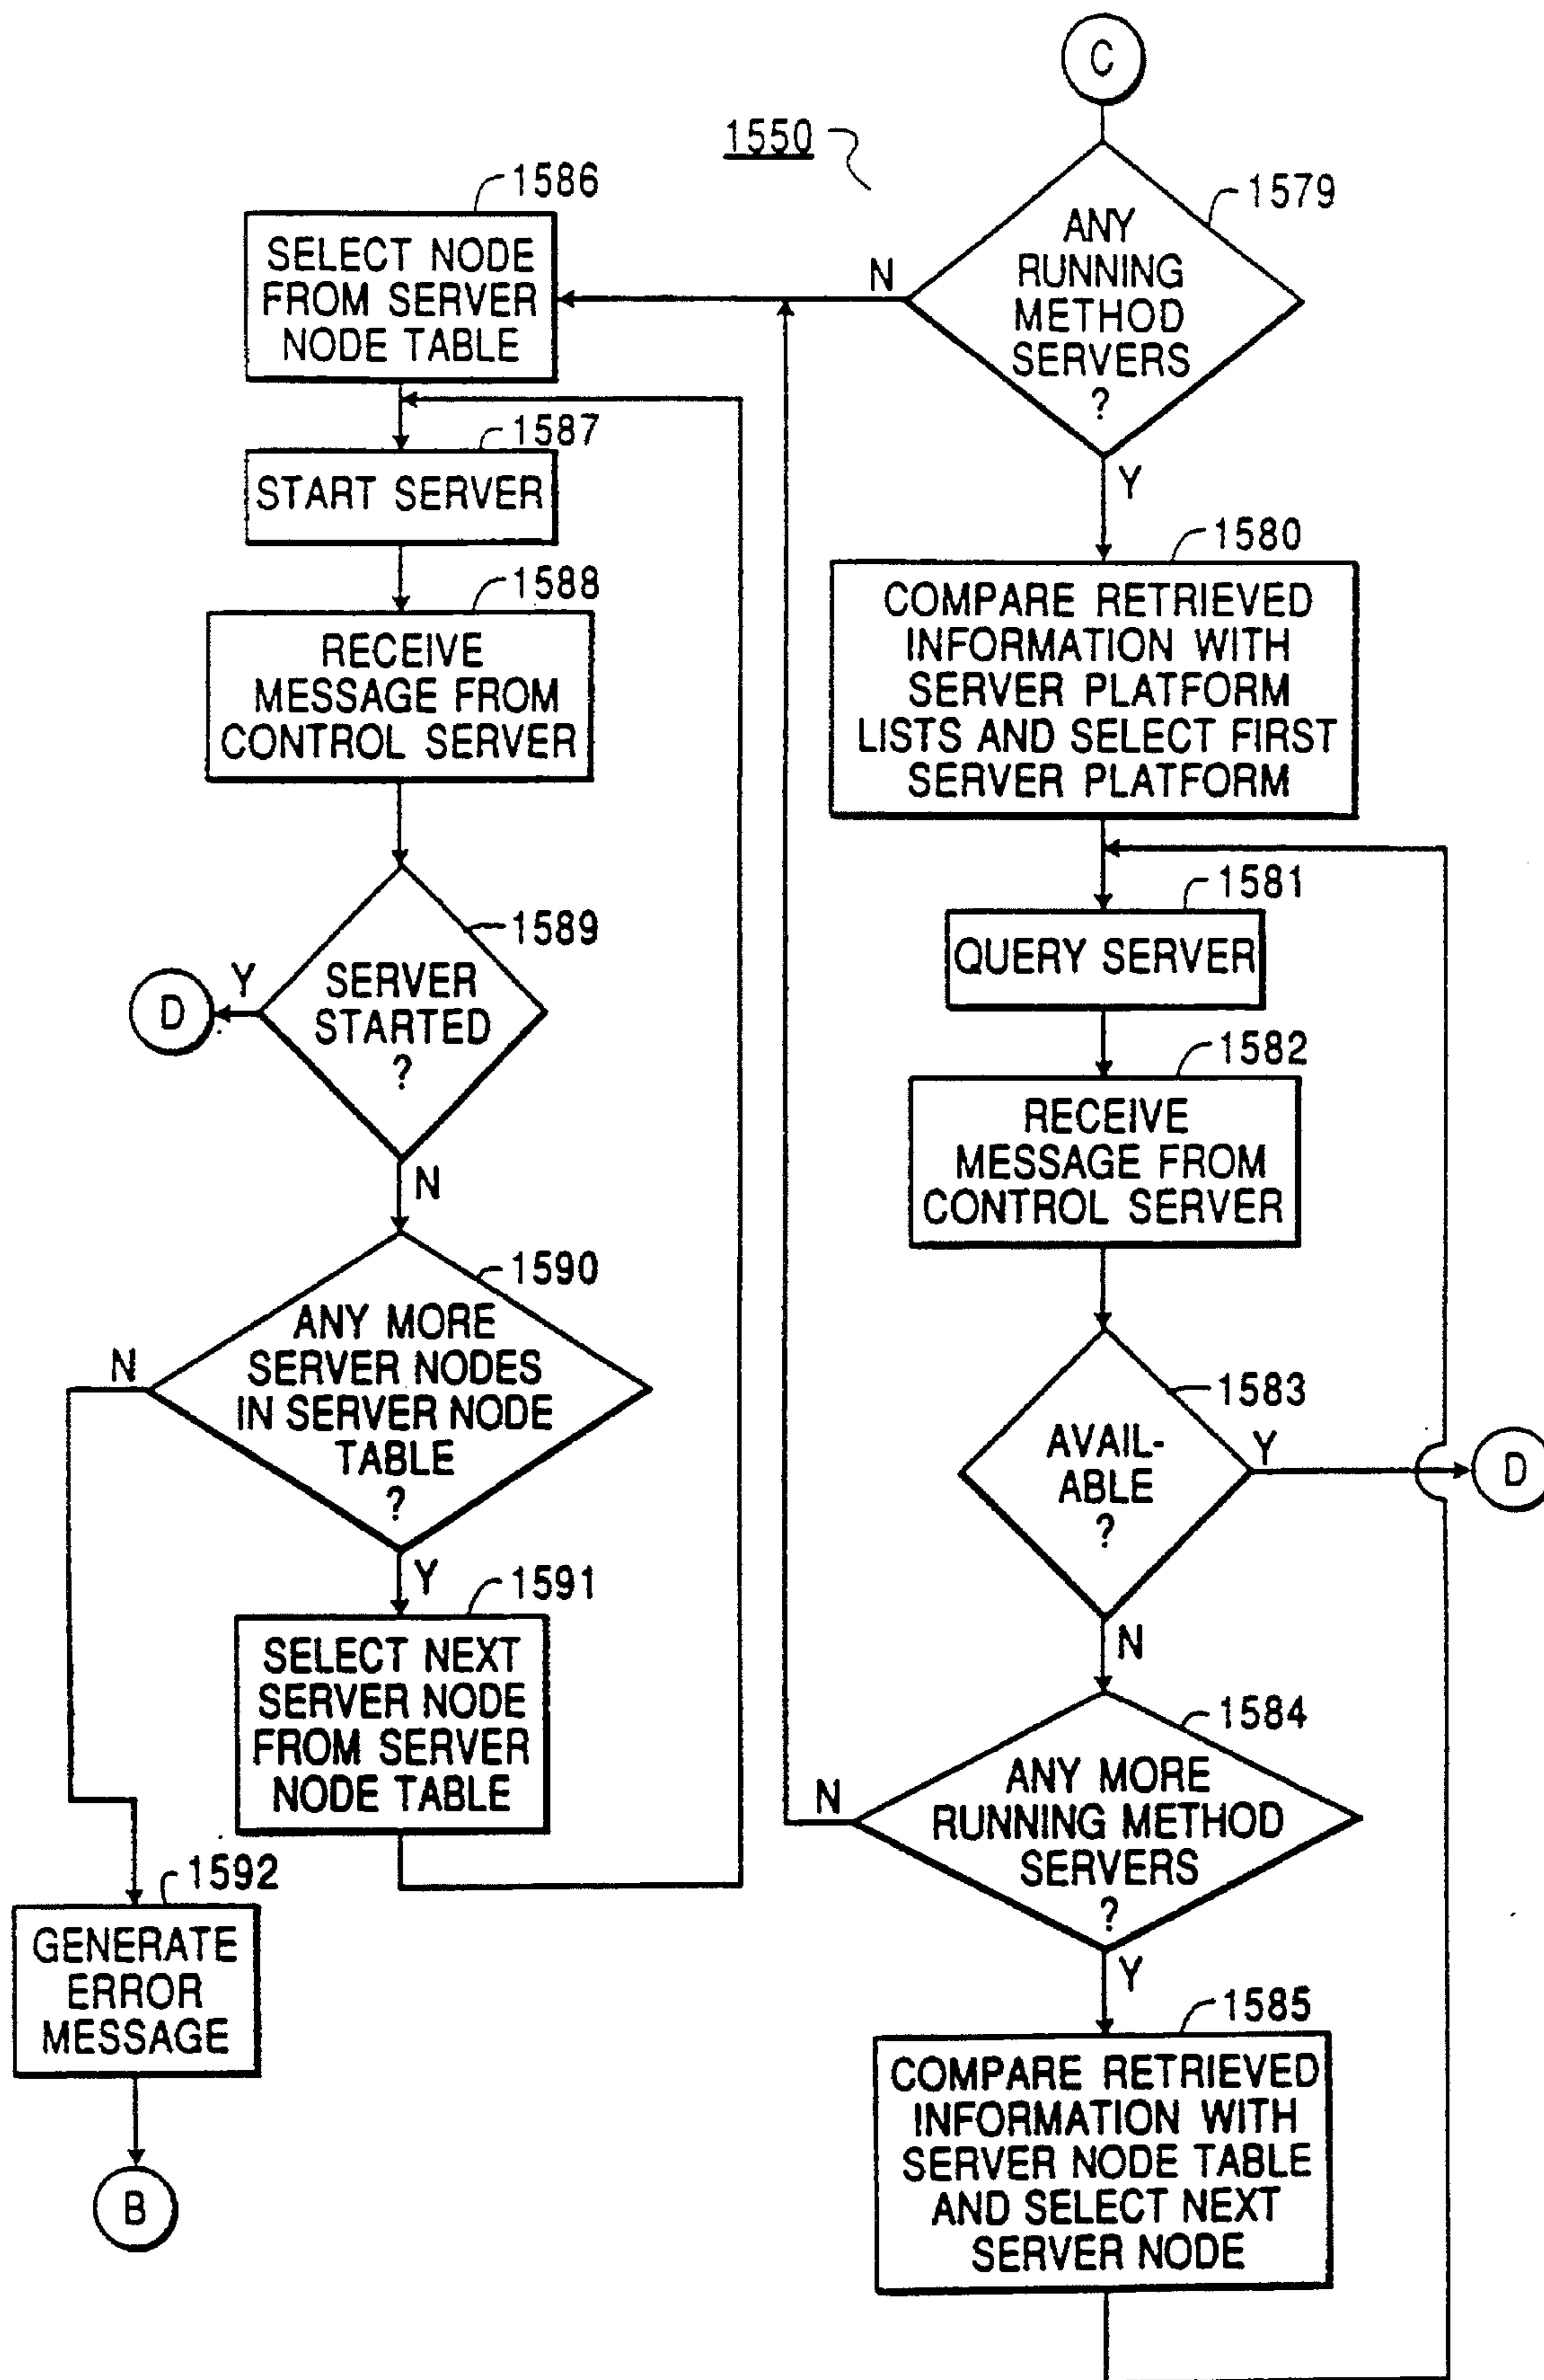 C
1550
1579
ANY
RUNNING
METHOD
SERVERS
?
N
Y
1580
COMPARE RETRIEVED
INFORMATION WITH
SERVER PLATFORM
LISTS AND SELECT FIRST
SERVER PLATFORM
1581
QUERY SERVER
1582
RECEIVE
MESSAGE FROM
CONTROL SERVER
1583
AVAIL-
ABLE
?
Y
D
N
1584
ANY MORE
RUNNING METHOD
SERVERS
?
N
Y
1585
COMPARE RETRIEVED
INFORMATION WITH
SERVER NODE TABLE
AND SELECT NEXT
SERVER NODE
1586
SELECT NODE
FROM SERVER
NODE TABLE
1587
START SERVER
1588
RECEIVE
MESSAGE FROM
CONTROL SERVER
1589
SERVER
STARTED
?
Y
D
N
1590
ANY MORE
SERVER NODES
IN SERVER NODE
TABLE
?
N
Y
1591
SELECT NEXT
SERVER NODE
FROM SERVER
NODE TABLE
1592
GENERATE
ERROR
MESSAGE
B